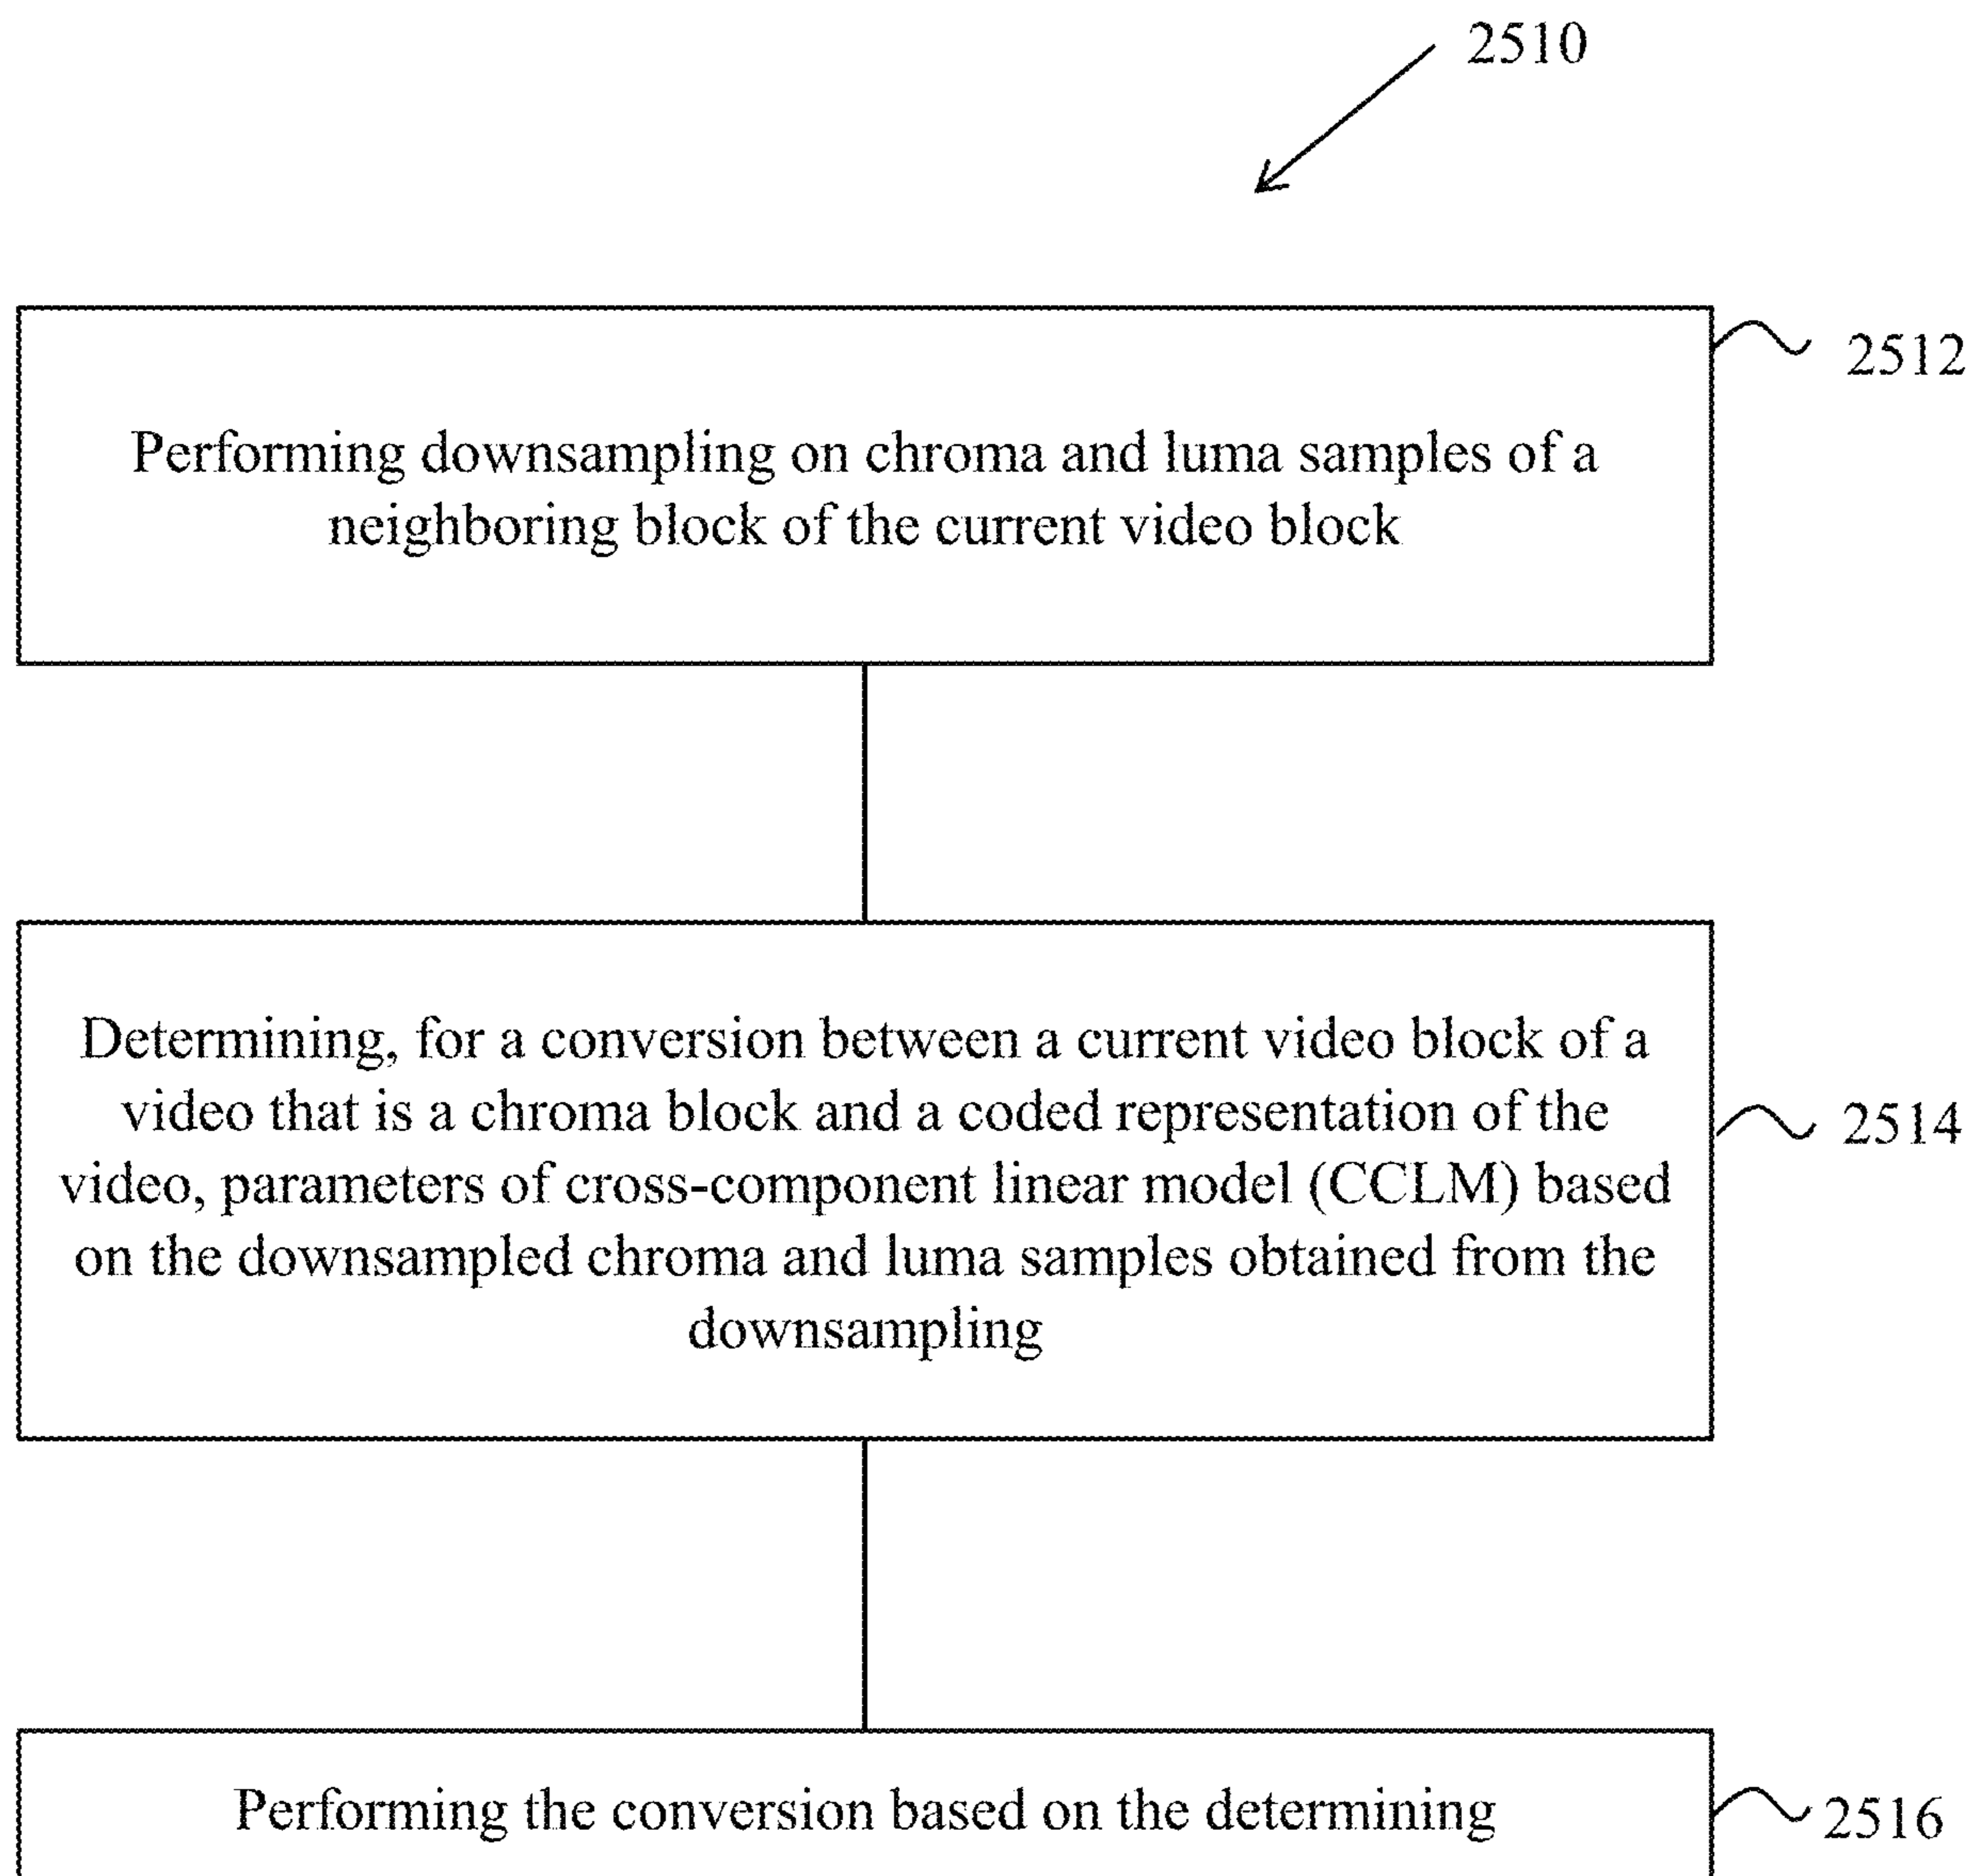 2510
2512
Performing downsampling on chroma and luma samples of a
neighboring block of the current video block
Determining, for a conversion between a current video block of a
video that is a chroma block and a coded representation of the
video, parameters of cross-component linear model (CCLM) based
on the downsampled chroma and luma samples obtained from the
downsampling
2514
Performing the conversion based on the determining
2516